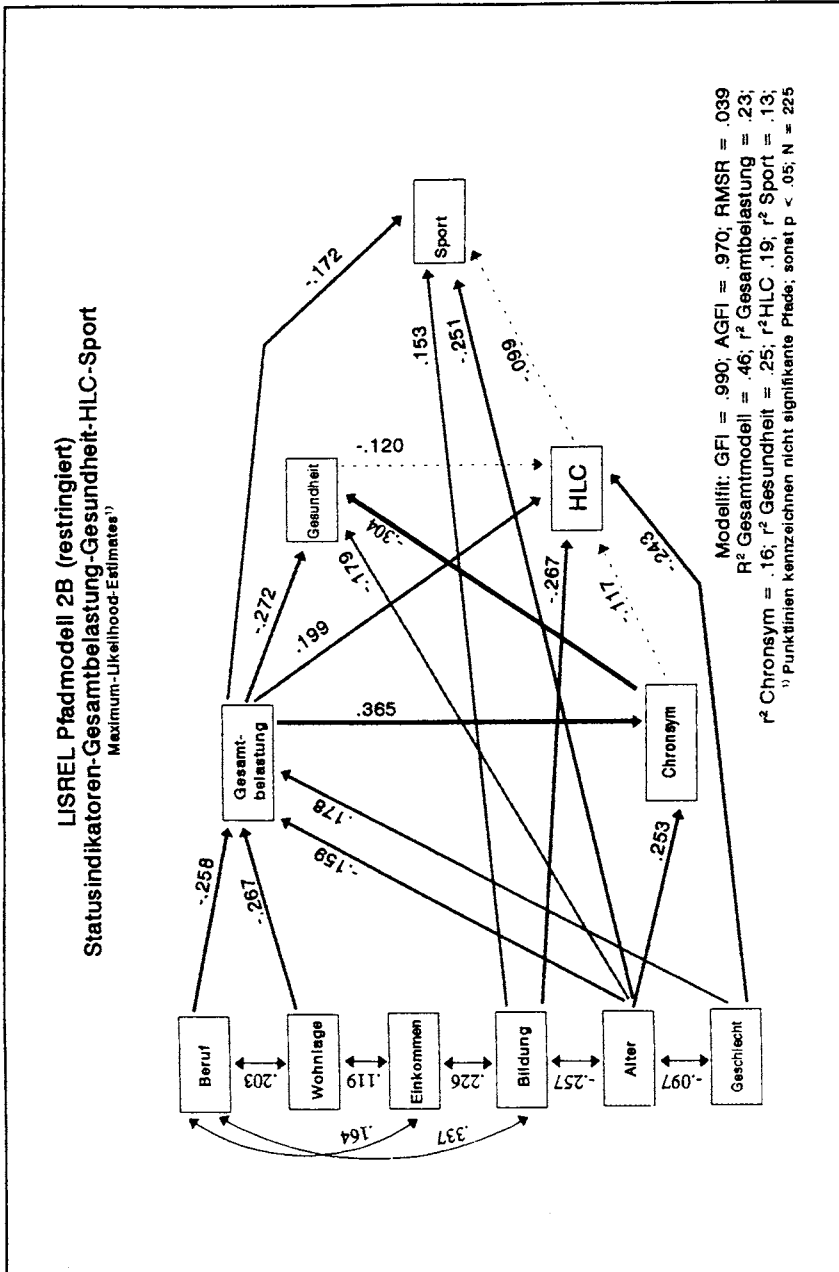 LISREL Pfadmodell 2B (restringiert)
Statusindikatoren-Gesamtbelastung-Gesundheit-HLC-Sport
Maximum-Likelihood-Estimates¹⁾
Beruf
Wohnlage
Einkommen
Bildung
Alter
Geschlecht
.203
.119
.226
-.257
-.097
.164
.337
-.258
-.267
-.159
.178
Gesamt-
belastung
-.172
-.272
.199
.365
Gesundheit
-.120
-.304
-.179
.153
-.251
-.267
.253
Chronsym
-.117
-.243
HLC
-.099
Sport
Modellfit: GFI = .990; AGFI = .970; RMSR = .039
R² Gesamtmodell = .46; r² Gesamtbelastung = .23;
r² Chronsym = .16; r² Gesundheit = .25; r²HLC .19; r² Sport = .13;
¹⁾ Punktlinien kennzeichnen nicht signifikante Pfade; sonst p < .05; N = 225